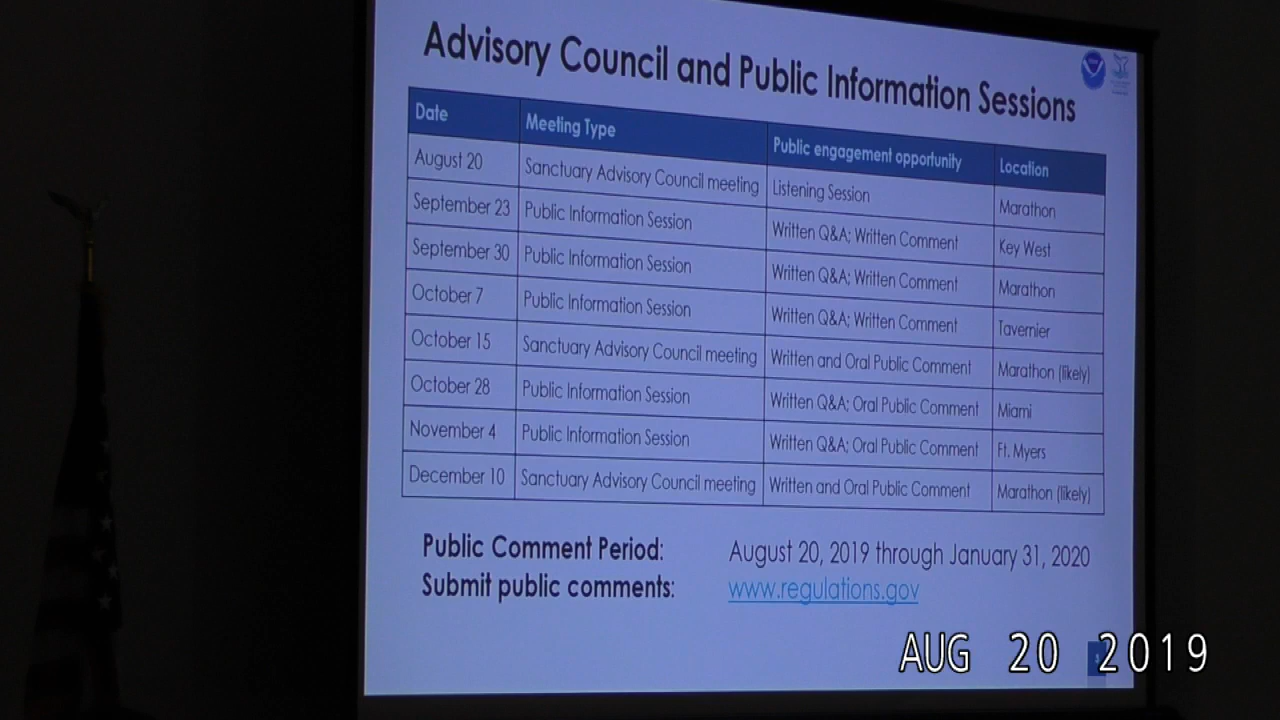 Advisory Council and Public Information Sessions
Date Meeting Type Public engagement opportunity Location
August 20 Sanctuary Advisory Council meeting Listening Session Marathon
September 23 Public Information Session Written Q&A; Written Comment Key West
September 30 Public Information Session Written Q&A; Written Comment Marathon
October 7 Public Information Session Written Q&A; Written Comment Tavernier
October 15 Sanctuary Advisory Council meeting Written and Oral Public Comment Marathon (likely)
October 28 Public Information Session Written Q&A; Oral Public Comment Miami
November 4 Public Information Session Written Q&A; Oral Public Comment Ft. Myers
December 10 Sanctuary Advisory Council meeting Written and Oral Public Comment Marathon (likely)
Public Comment Period: August 20, 2019 through January 31, 2020
Submit public comments: www.regulations.gov
AUG 20 2019